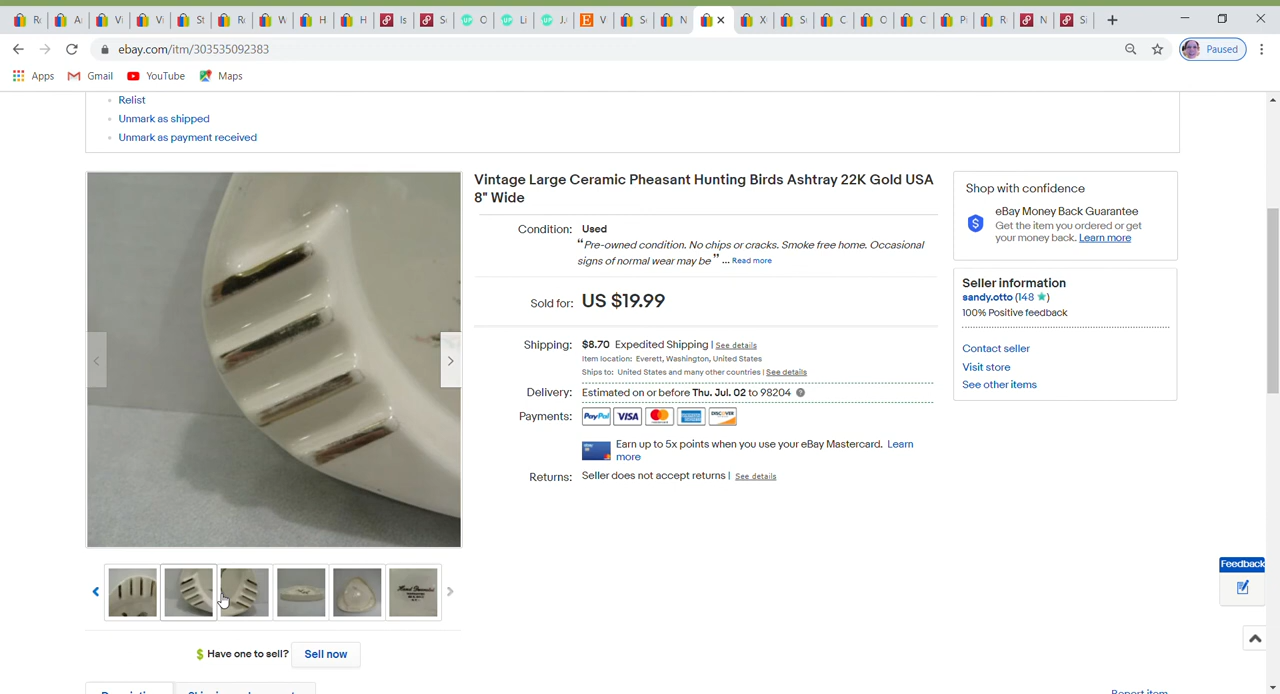 ebay.com/itm/303535092383
Paused
Apps
Gmail
YouTube
Maps
Relist
Unmark as shipped
Unmark as payment received
Vintage Large Ceramic Pheasant Hunting Birds Ashtray 22K Gold USA
8" Wide
Condition: Used
“Pre-owned condition. No chips or cracks. Smoke free home. Occasional
signs of normal wear may be” ... Read more
Sold for: US $19.99
Shipping: $8.70 Expedited Shipping | See details
Item location: Everett, Washington, United States
Ships to: United States and many other countries | See details
Delivery: Estimated on or before Thu. Jul. 02 to 98204
Payments: PayPal VISA
Earn up to 5x points when you use your eBay Mastercard. Learn
more
Returns: Seller does not accept returns | See details
Shop with confidence
eBay Money Back Guarantee
Get the item you ordered or get
your money back. Learn more
Seller information
sandy.otto (148)
100% Positive feedback
Contact seller
Visit store
See other items
Feedback
$ Have one to sell? Sell now
Report item